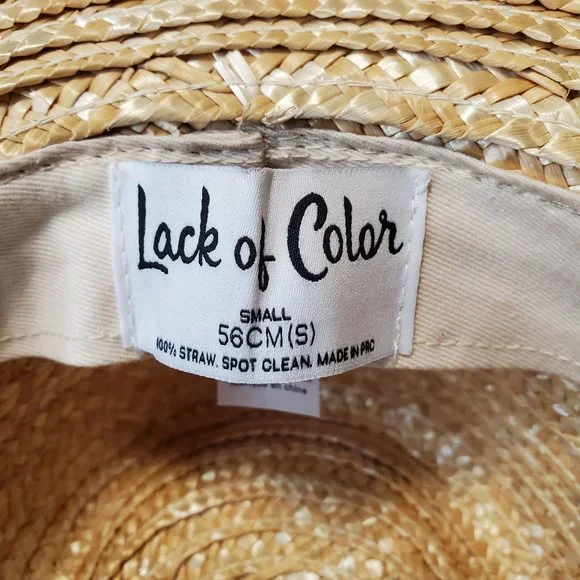 Lack of Color
SMALL
56CM(S)
100% STRAW. SPOT CLEAN. MADE IN PRC